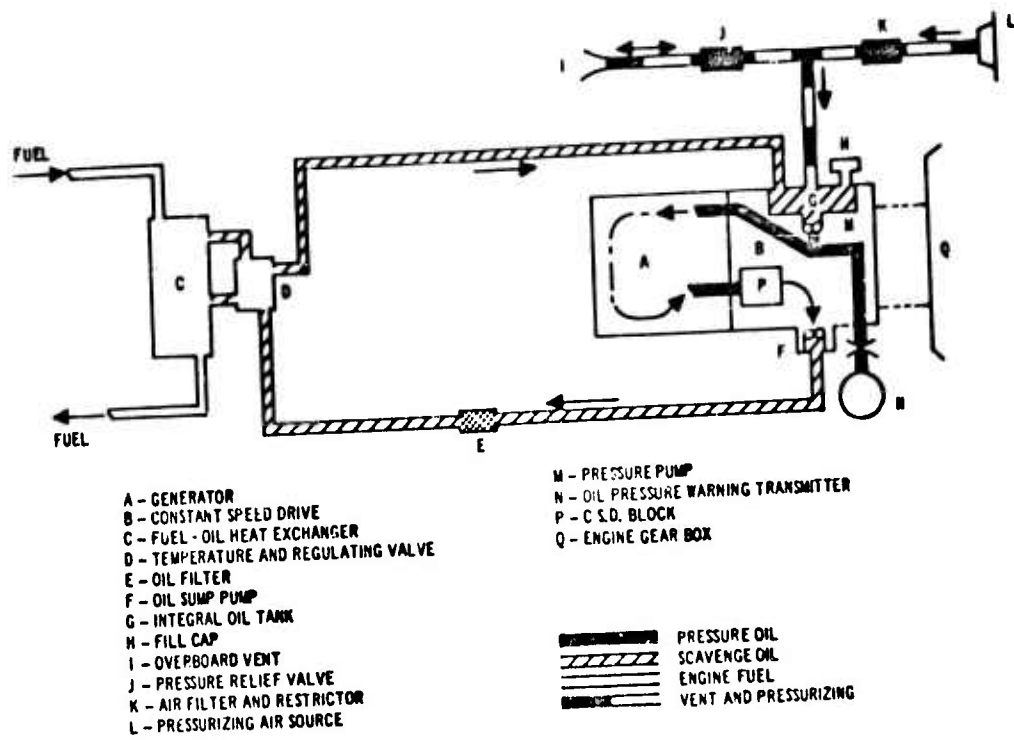 L
J
K
I
FUEL
H
G
M
B
A
Q
C
D
P
F
FUEL
N
E
A - GENERATOR
B - CONSTANT SPEED DRIVE
C - FUEL - OIL HEAT EXCHANGER
D - TEMPERATURE AND REGULATING VALVE
E - OIL FILTER
F - OIL SUMP PUMP
G - INTEGRAL OIL TANK
H - FILL CAP
I - OVERBOARD VENT
J - PRESSURE RELIEF VALVE
K - AIR FILTER AND RESTRICTOR
L - PRESSURIZING AIR SOURCE
M - PRESSURE PUMP
N - OIL PRESSURE WARNING TRANSMITTER
P - C S.D. BLOCK
Q - ENGINE GEAR BOX
PRESSURE OIL
SCAVENGE OIL
ENGINE FUEL
VENT AND PRESSURIZING